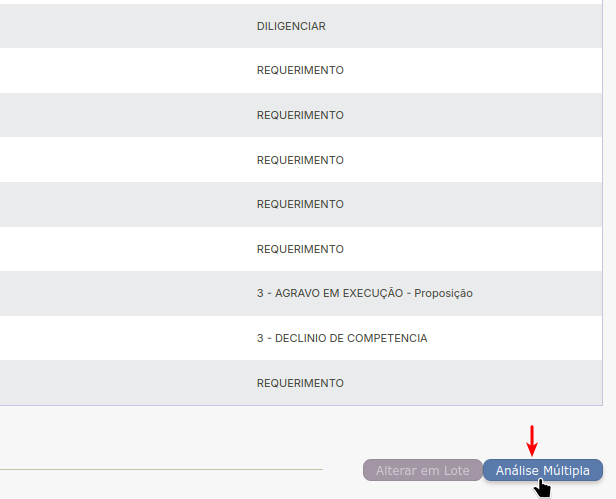 DILIGENCIAR
REQUERIMENTO
REQUERIMENTO
REQUERIMENTO
REQUERIMENTO
REQUERIMENTO
3 - AGRAVO EM EXECUÇÃO - Proposição
3 - DECLINIO DE COMPETENCIA
REQUERIMENTO
Alterar em Lote Análise Múltipla